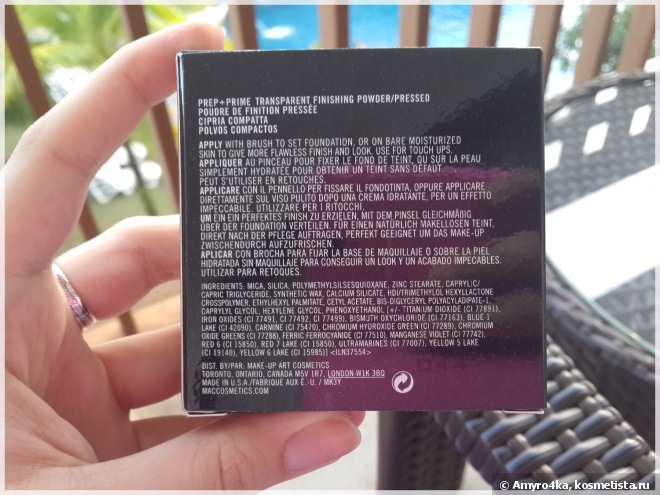 PREP+PRIME TRANSPARENT FINISHING POWDER/PRESSED
POUDRE DE FINITION PRESSÉE
CIPRIA COMPATTA
POLVOS COMPACTOS
APPLY WITH BRUSH TO SET FOUNDATION, OR ON BARE MOISTURIZED
SKIN TO GIVE MORE FLAWLESS FINISH AND LOOK. USE FOR TOUCH UPS.
APPLIQUER AU PINCEAU POUR FIXER LE FOND DE TEINT, OU SUR LA PEAU
SIMPLEMENT HYDRATÉE POUR OBTENIR UN TEINT SANS DÉFAUT.
PEUT S'UTILISER EN RETOUCHES.
APPLICARE CON IL PENNELLO PER FISSARE IL FONDOTINTA, OPPURE APPLICARE
DIRETTAMENTE SUL VISO PULITO DOPO UNA CREMA IDRATANTE, PER UN EFFETTO
IMPECCABILE. UTILIZZARE PER I RITOCCHI.
UM EIN EIN PERFEKTES FINISH ZU ERZIELEN, MIT DEM PINSEL GLEICHMÄßIG
ÜBER DER FOUNDATION VERTEILEN. FÜR EINEN NATÜRLICH MAKELLOSEN TEINT,
DIREKT NACH DER PFLEGE AUFTRAGEN, PERFEKT GEEIGNET UM DAS MAKE-UP
ZWISCHENDURCH AUFZUFRISCHEN.
APLICAR CON BROCHA PARA FIJAR LA BASE DE MAQUILLAJE O SOBRE LA PIEL
HIDRATADA SIN MAQUILLAJE PARA CONSEGUIR UN LOOK Y UN ACABADO IMPECABLES.
UTILIZAR PARA RETOQUES.
INGREDIENTS: MICA, SILICA, POLYMETHYLSILSESQUIOXANE, ZINC STEARATE, CAPRYLIC/
CAPRIC TRIGLYCERIDE, SYNTHETIC WAX, CALCIUM SILICATE, HDI/TRIMETHYLOL HEXYLLACTONE
CROSSPOLYMER, ETHYLHEXYL PALMITATE, CETYL ACETATE, BIS-DIGLYCERYL POLYACYLADIPATE-1,
CAPRYLYL GLYCOL, HEXYLENE GLYCOL, PHENOXYETHANOL [+/- TITANIUM DIOXIDE (CI 77891),
IRON OXIDES (CI 77491, CI 77492, CI 77499), BISMUTH OXYCHLORIDE (CI 77163), BLUE 1
LAKE (CI 42090), CARMINE (CI 75470), CHROMIUM HYDROXIDE GREEN (CI 77289), CHROMIUM
OXIDE GREENS (CI 77288), FERRIC FERROCYANIDE (CI 77510), MANGANESE VIOLET (CI 77742),
RED 6 (CI 15850), RED 7 LAKE (CI 15850), ULTRAMARINES (CI 77007), YELLOW 5 LAKE
(CI 19140), YELLOW 6 LAKE (CI 15985)] <ILN37554>
DIST. BY/PAR: MAKE-UP ART COSMETICS
TORONTO, ONTARIO, CANADA M5V 1R7, LONDON-W1K 3BQ
MADE IN U.S.A./FABRIQUÉ AUX É.-U. / MK3Y
MACCOSMETICS.COM
© Amyro4ka, kosmetista.ru